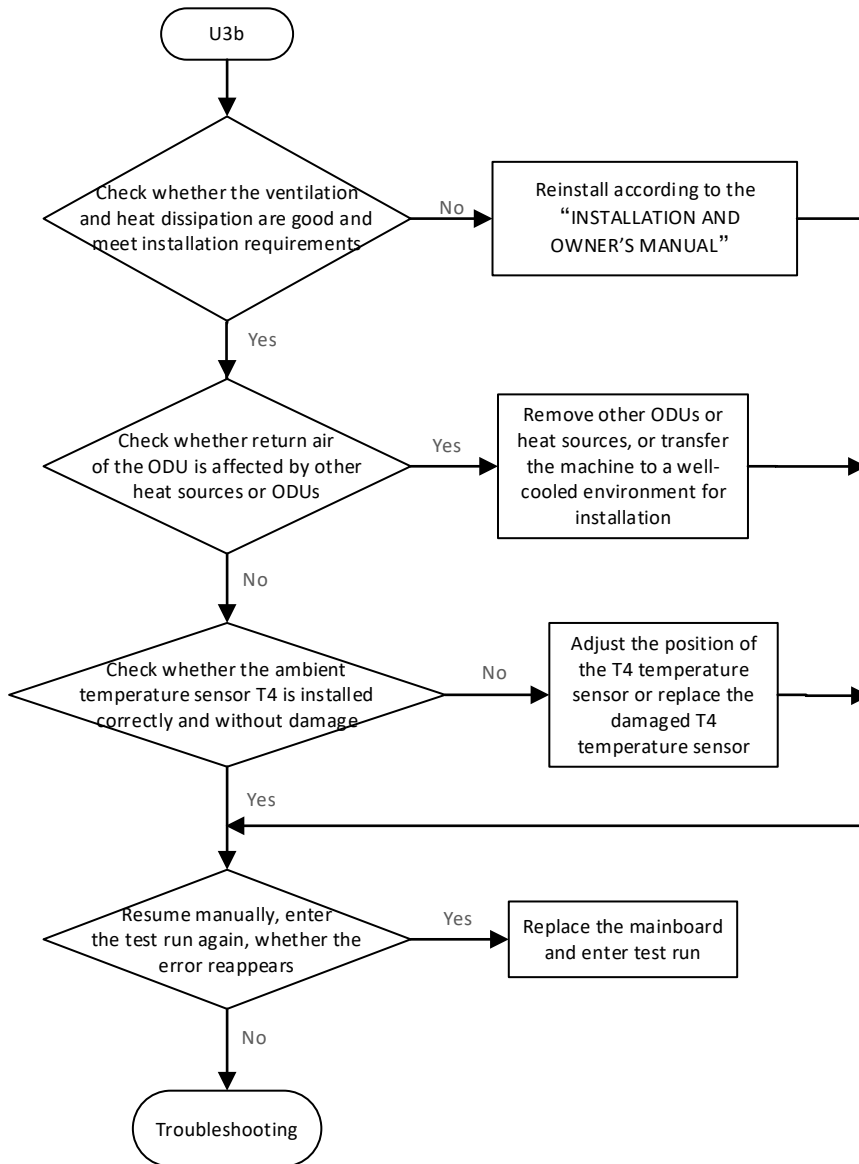 U3b
Check whether the ventilation
and heat dissipation are good and
meet installation requirements
No
Reinstall according to the
“INSTALLATION AND
OWNER’S MANUAL”
Yes
Check whether return air
of the ODU is affected by other
heat sources or ODUs
Yes
Remove other ODUs or
heat sources, or transfer
the machine to a well-
cooled environment for
installation
No
Check whether the ambient
temperature sensor T4 is installed
correctly and without damage
No
Adjust the position of
the T4 temperature
sensor or replace the
damaged T4
temperature sensor
Yes
Resume manually, enter
the test run again, whether the
error reappears
Yes
Replace the mainboard
and enter test run
No
Troubleshooting